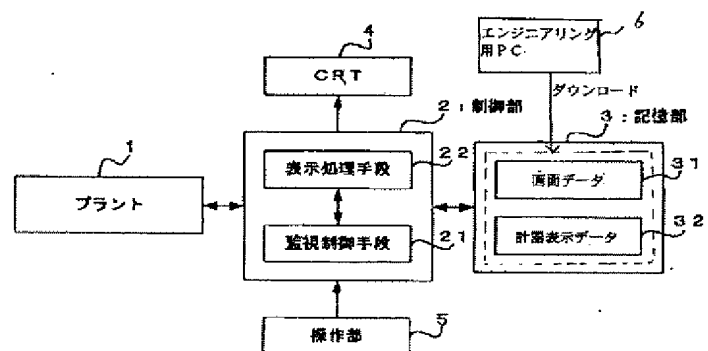 4
CRT
エンジニアリング
用PC
6
ダウンロード
2:制御部
3:記憶部
1
プラント
22
表示処理手段
21
監視制御手段
31
画面データ
32
計器表示データ
操作部
5